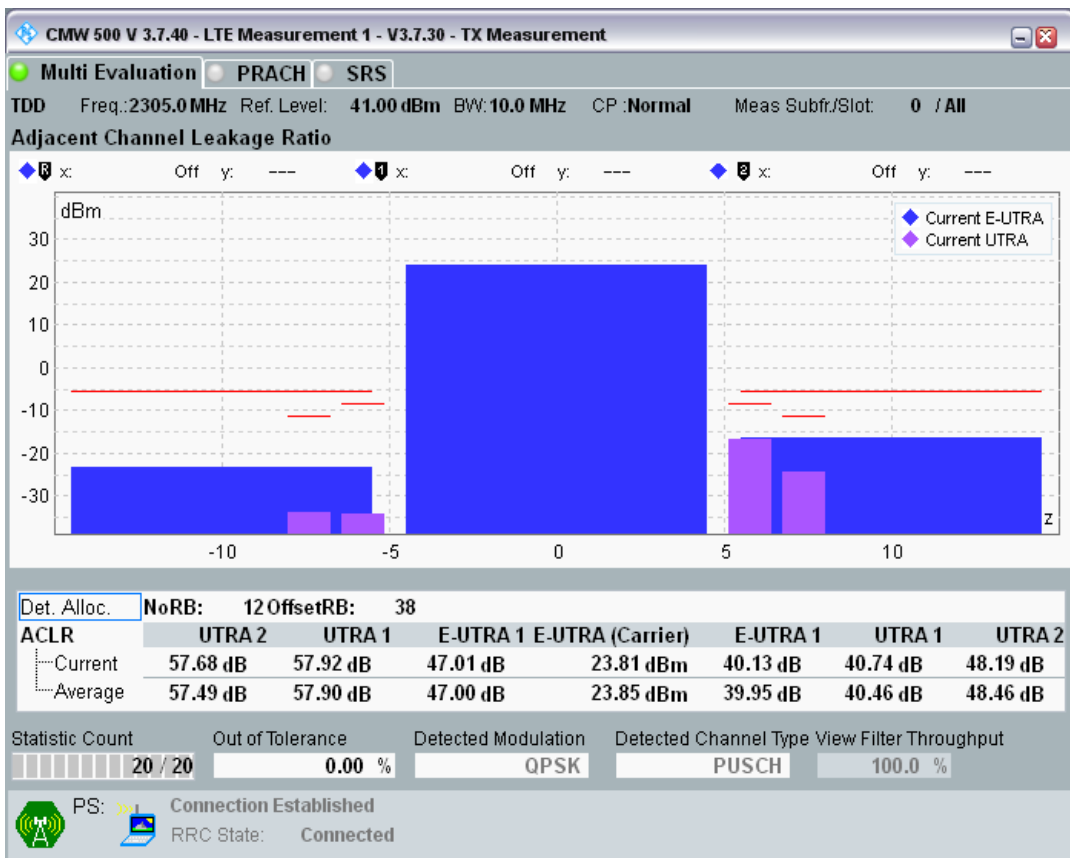 CMW 500 V 3.7.40 - LTE Measurement 1 - V3.7.30 - TX Measurement
Multi Evaluation PRACH SRS
TDD Freq.:2305.0 MHz Ref. Level: 41.00 dBm BW:10.0 MHz CP :Normal Meas Subfr./Slot: 0 / All
Adjacent Channel Leakage Ratio
R x: Off y: --- 1 x: Off y: --- 2 x: Off y: ---
dBm
Current E-UTRA
Current UTRA
30
20
10
0
-10
-20
-30
z
-10 -5 0 5 10
Det. Alloc. NoRB: 12 OffsetRB: 38
ACLR UTRA 2 UTRA 1 E-UTRA 1 E-UTRA (Carrier) E-UTRA 1 UTRA 1 UTRA 2
Current 57.68 dB 57.92 dB 47.01 dB 23.81 dBm 40.13 dB 40.74 dB 48.19 dB
Average 57.49 dB 57.90 dB 47.00 dB 23.85 dBm 39.95 dB 40.46 dB 48.46 dB
Statistic Count Out of Tolerance Detected Modulation Detected Channel Type View Filter Throughput
20 / 20 0.00 % QPSK PUSCH 100.0 %
PS: Connection Established
RRC State: Connected